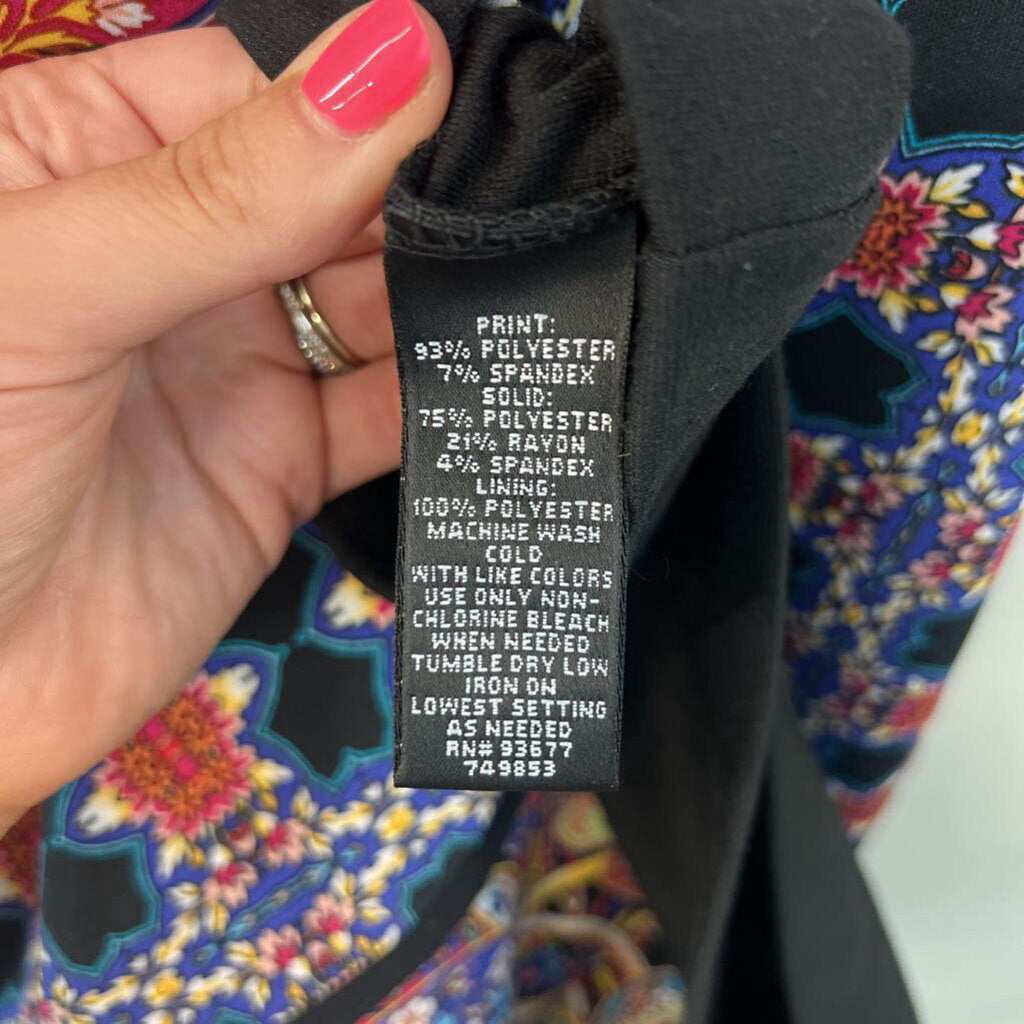 PRINT:
93% POLYESTER
7% SPANDEX
SOLID:
75% POLYESTER
21% RAYON
4% SPANDEX
LINING:
100% POLYESTER
MACHINE WASH
COLD
WITH LIKE COLORS
USE ONLY NON-
CHLORINE BLEACH
WHEN NEEDED
TUMBLE DRY LOW
IRON ON
LOWEST SETTING
AS NEEDED
RN# 93677
749853